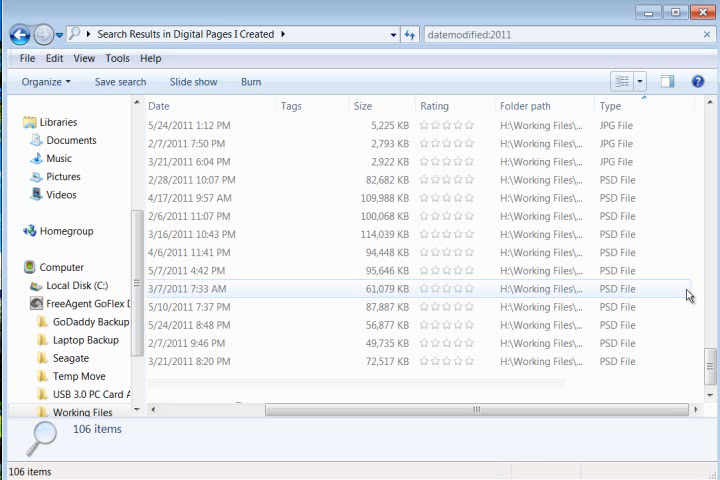 Search Results in Digital Pages I Created
datemodified:2011
File Edit View Tools Help
Organize Save search Slide show Burn
Date Tags Size Rating Folder path Type
5/24/2011 1:12 PM 5,225 KB H:\Working Files\... JPG File
2/7/2011 7:50 PM 2,793 KB H:\Working Files\... JPG File
3/21/2011 6:04 PM 2,922 KB H:\Working Files\... JPG File
2/28/2011 10:07 PM 82,682 KB H:\Working Files\... PSD File
4/17/2011 9:57 AM 109,988 KB H:\Working Files\... PSD File
2/6/2011 11:07 PM 100,068 KB H:\Working Files\... PSD File
3/16/2011 10:43 PM 114,039 KB H:\Working Files\... PSD File
4/6/2011 11:41 PM 94,448 KB H:\Working Files\... PSD File
5/7/2011 4:42 PM 95,646 KB H:\Working Files\... PSD File
3/7/2011 7:33 AM 61,079 KB H:\Working Files\... PSD File
5/10/2011 7:37 PM 87,887 KB H:\Working Files\... PSD File
5/24/2011 8:48 PM 56,877 KB H:\Working Files\... PSD File
2/7/2011 9:46 PM 49,735 KB H:\Working Files\... PSD File
3/21/2011 8:20 PM 72,517 KB H:\Working Files\... PSD File
Libraries
Documents
Music
Pictures
Videos
Homegroup
Computer
Local Disk (C:)
FreeAgent GoFlex D
GoDaddy Backup
Laptop Backup
Seagate
Temp Move
USB 3.0 PC Card A
Working Files
106 items
106 items